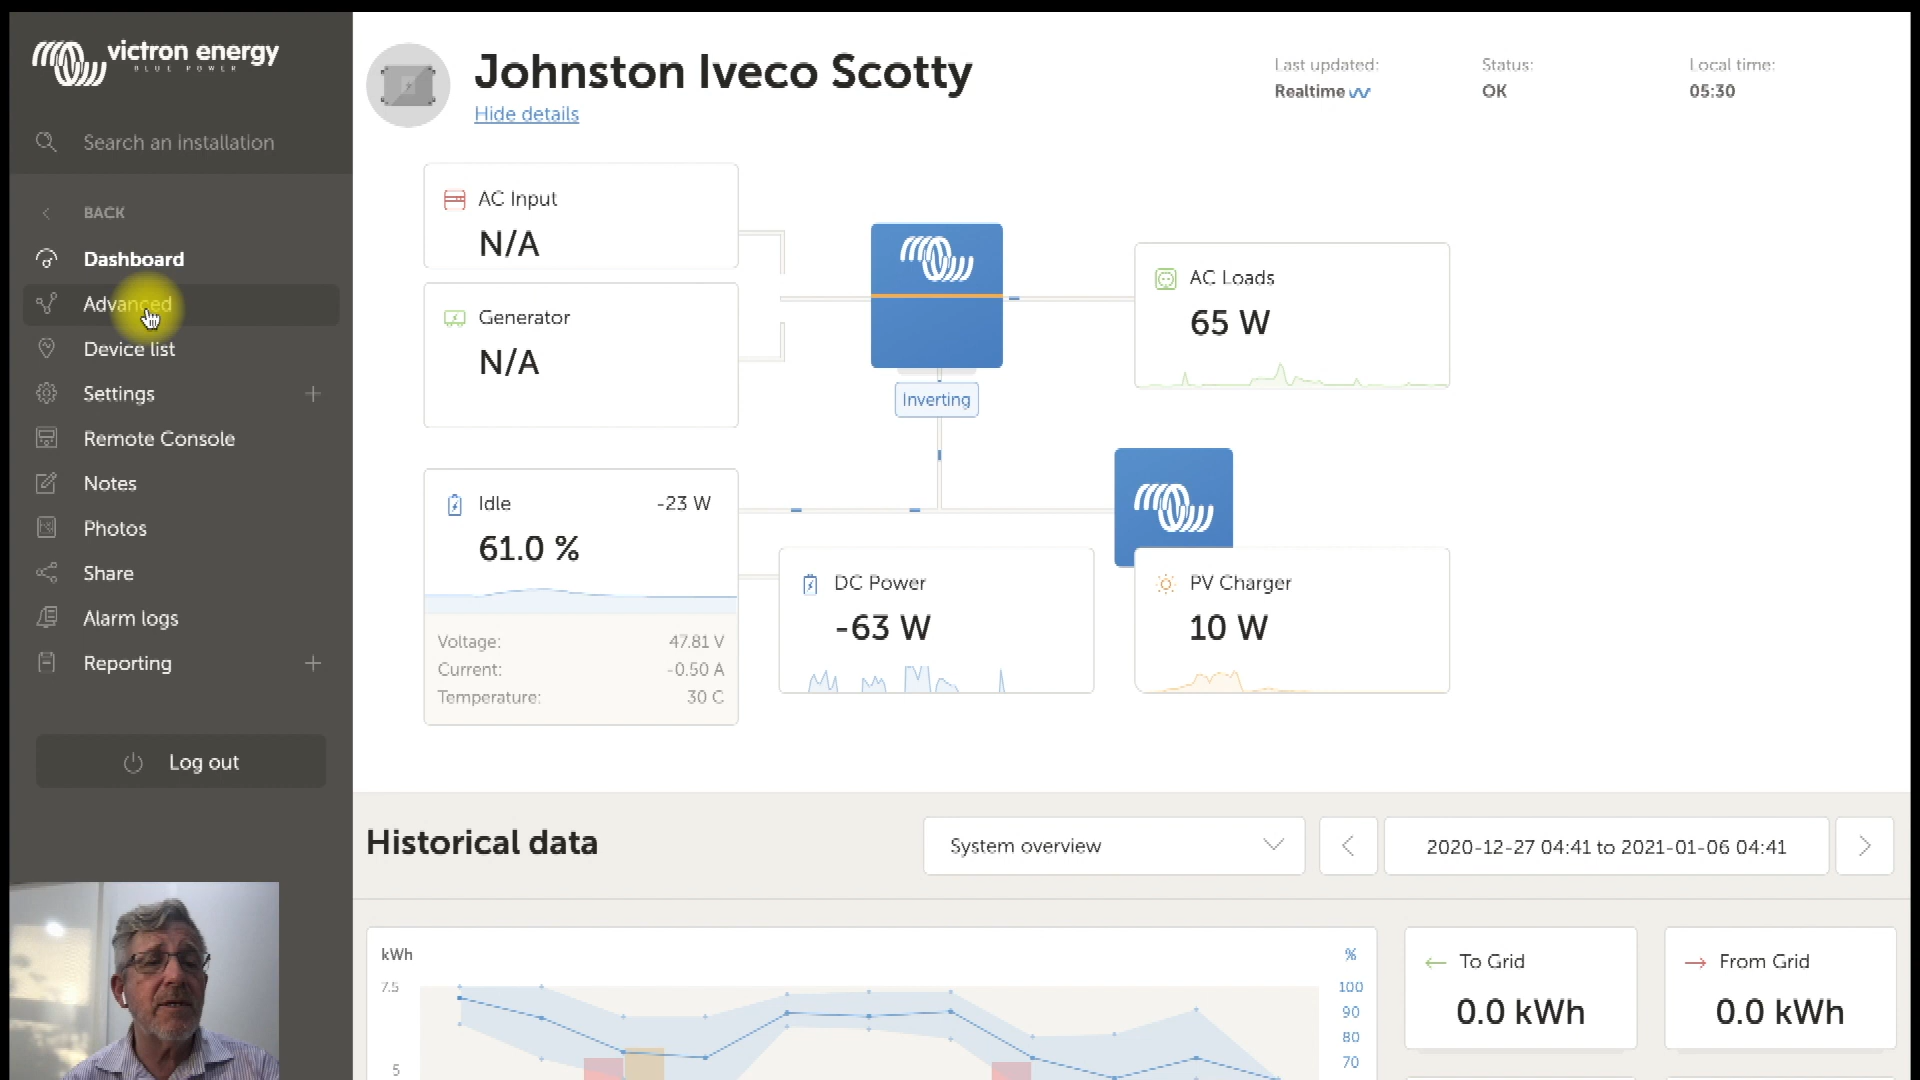 victron energy
BLUE POWER
Search an installation
BACK
Dashboard
Advanced
Device list
Settings
Remote Console
Notes
Photos
Share
Alarm logs
Reporting
Log out
Johnston Iveco Scotty
Hide details
Last updated:
Realtime
Status:
OK
Local time:
05:30
AC Input
N/A
Generator
N/A
Inverting
AC Loads
65 W
Idle -23 W
61.0 %
Voltage: 47.81 V
Current: -0.50 A
Temperature: 30 C
DC Power
-63 W
PV Charger
10 W
Historical data
System overview
2020-12-27 04:41 to 2021-01-06 04:41
kWh
7.5
5
%
100
90
80
70
To Grid
0.0 kWh
From Grid
0.0 kWh